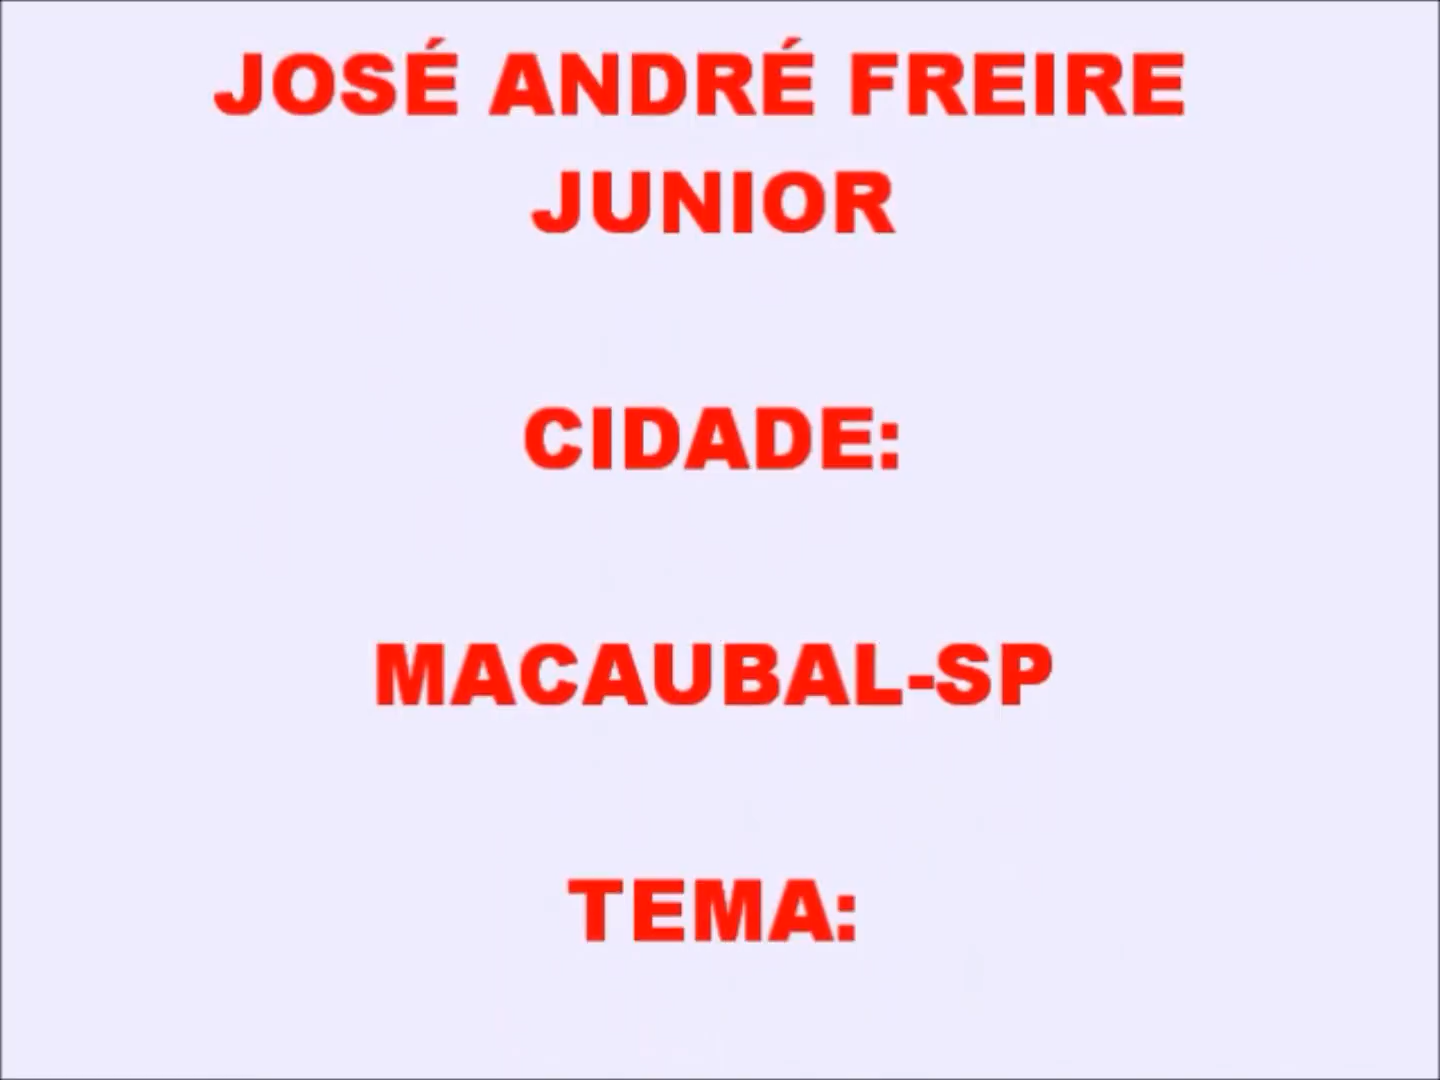 JOSÉ ANDRÉ FREIRE
JUNIOR
CIDADE:
MACAUBAL-SP
TEMA: